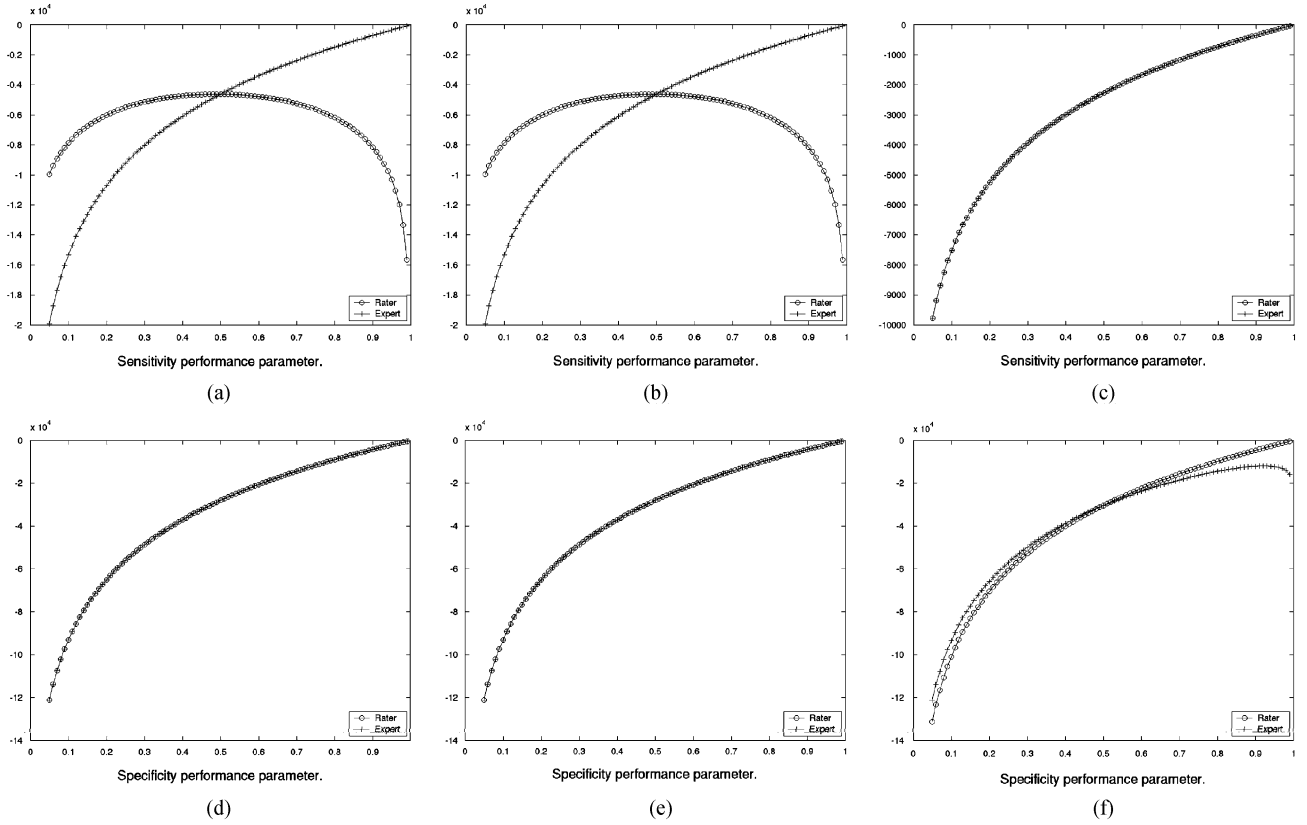 x 10⁴
0
-0.2
-0.4
-0.6
-0.8
-1
-1.2
-1.4
-1.6
-1.8
-2
0 0.1 0.2 0.3 0.4 0.5 0.6 0.7 0.8 0.9 1
Rater
Expert
Sensitivity performance parameter.
(a)
x 10⁴
0
-0.2
-0.4
-0.6
-0.8
-1
-1.2
-1.4
-1.6
-1.8
-2
0 0.1 0.2 0.3 0.4 0.5 0.6 0.7 0.8 0.9 1
Rater
Expert
Sensitivity performance parameter.
(b)
0
-1000
-2000
-3000
-4000
-5000
-6000
-7000
-8000
-9000
-10000
0 0.1 0.2 0.3 0.4 0.5 0.6 0.7 0.8 0.9 1
Rater
Expert
Sensitivity performance parameter.
(c)
x 10⁴
0
-2
-4
-6
-8
-10
-12
-14
0 0.1 0.2 0.3 0.4 0.5 0.6 0.7 0.8 0.9 1
Rater
Expert
Specificity performance parameter.
(d)
x 10⁴
0
-2
-4
-6
-8
-10
-12
-14
0 0.1 0.2 0.3 0.4 0.5 0.6 0.7 0.8 0.9 1
Rater
Expert
Specificity performance parameter.
(e)
x 10⁴
0
-2
-4
-6
-8
-10
-12
-14
0 0.1 0.2 0.3 0.4 0.5 0.6 0.7 0.8 0.9 1
Rater
Expert
Specificity performance parameter.
(f)